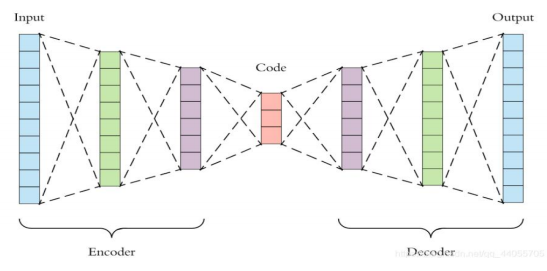 Input
Output
Code
Encoder
Decoder